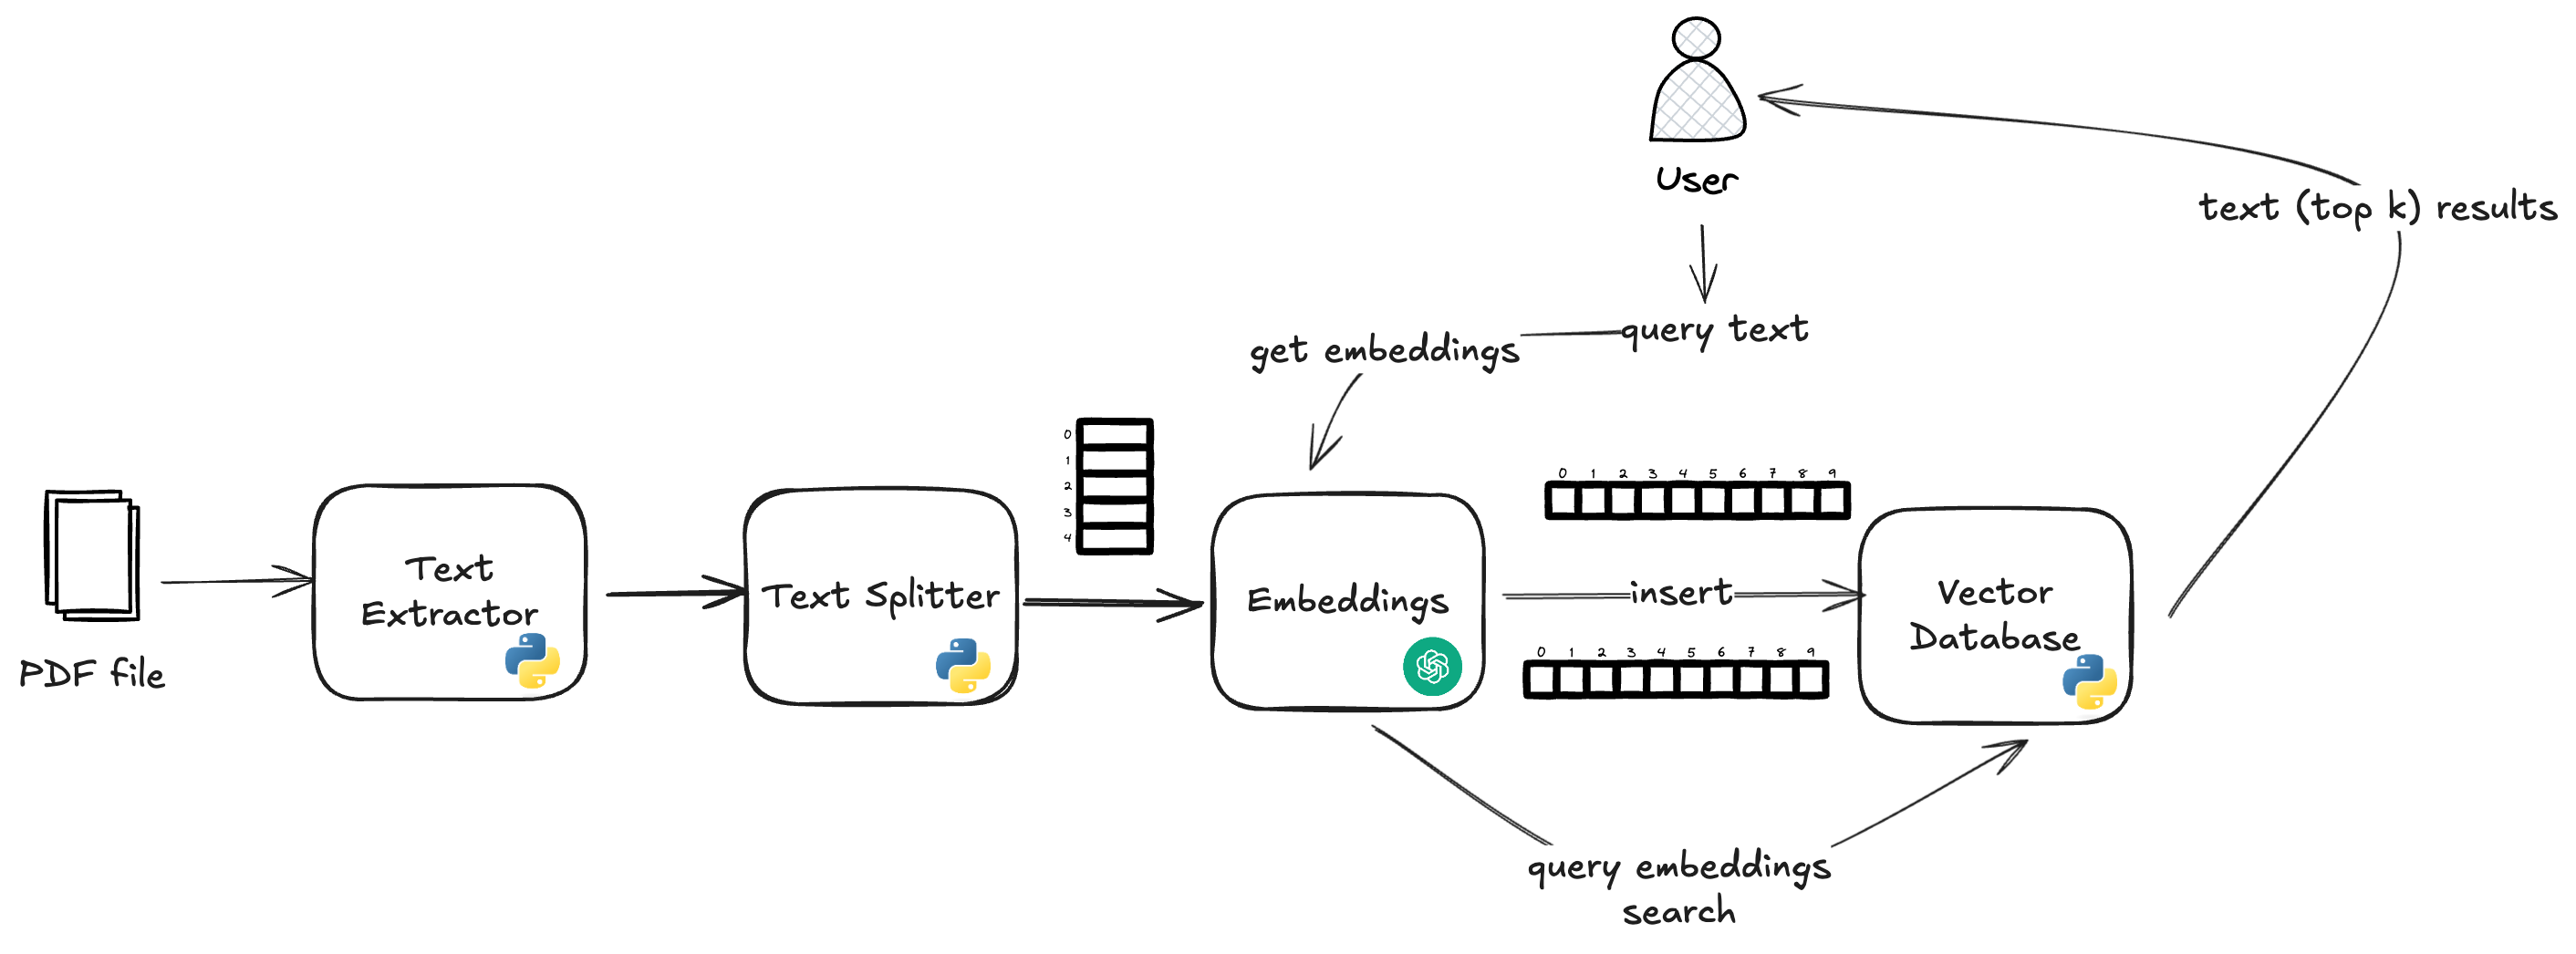 User
text (top k) results
query text
get embeddings
0
1
2
3
4
0 1 2 3 4 5 6 7 8 9
Text
Extractor
Text Splitter
Embeddings
insert
Vector
Database
PDF file
0 1 2 3 4 5 6 7 8 9
query embeddings
search